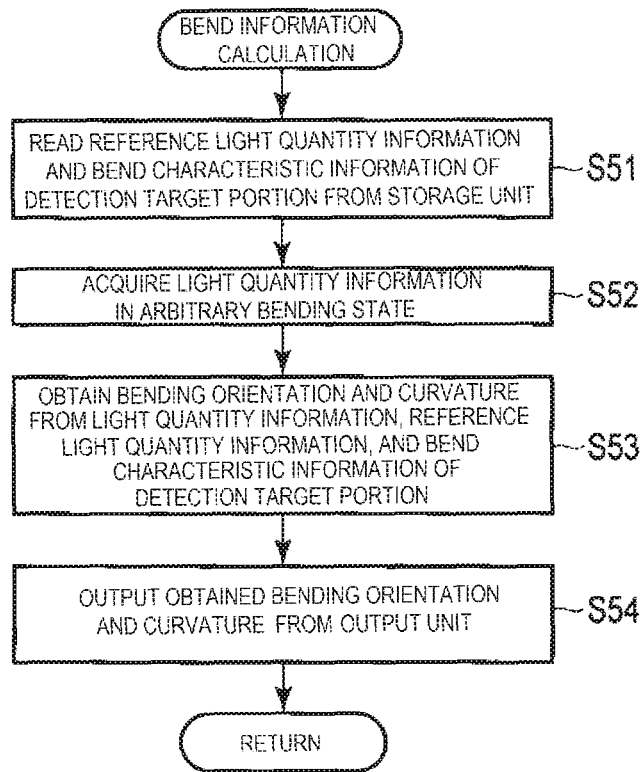 BEND INFORMATION
CALCULATION
READ REFERENCE LIGHT QUANTITY INFORMATION
AND BEND CHARACTERISTIC INFORMATION OF
DETECTION TARGET PORTION FROM STORAGE UNIT
S51
ACQUIRE LIGHT QUANTITY INFORMATION
IN ARBITRARY BENDING STATE
S52
OBTAIN BENDING ORIENTATION AND CURVATURE
FROM LIGHT QUANTITY INFORMATION, REFERENCE
LIGHT QUANTITY INFORMATION, AND BEND
CHARACTERISTIC INFORMATION OF
DETECTION TARGET PORTION
S53
OUTPUT OBTAINED BENDING ORIENTATION
AND CURVATURE FROM OUTPUT UNIT
S54
RETURN